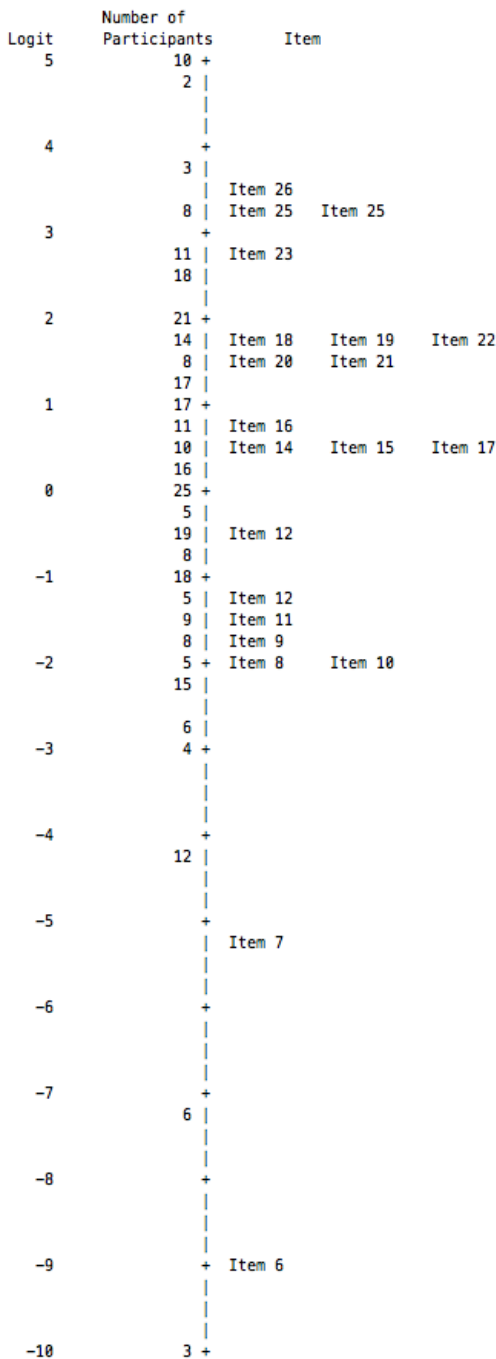 Number of
Logit Participants Item
5 10 +
2 |
|
|
4 +
3 |
| Item 26
8 | Item 25 Item 25
3 +
11 | Item 23
18 |
|
2 21 +
14 | Item 18 Item 19 Item 22
8 | Item 20 Item 21
17 |
1 17 +
11 | Item 16
10 | Item 14 Item 15 Item 17
16 |
0 25 +
5 |
19 | Item 12
8 |
-1 18 +
5 | Item 12
9 | Item 11
8 | Item 9
-2 5 + Item 8 Item 10
15 |
|
6 |
-3 4 +
|
|
|
-4 +
12 |
|
|
-5 +
| Item 7
|
|
-6 +
|
|
|
-7 +
6 |
|
|
-8 +
|
|
|
-9 + Item 6
|
|
|
-10 3 +